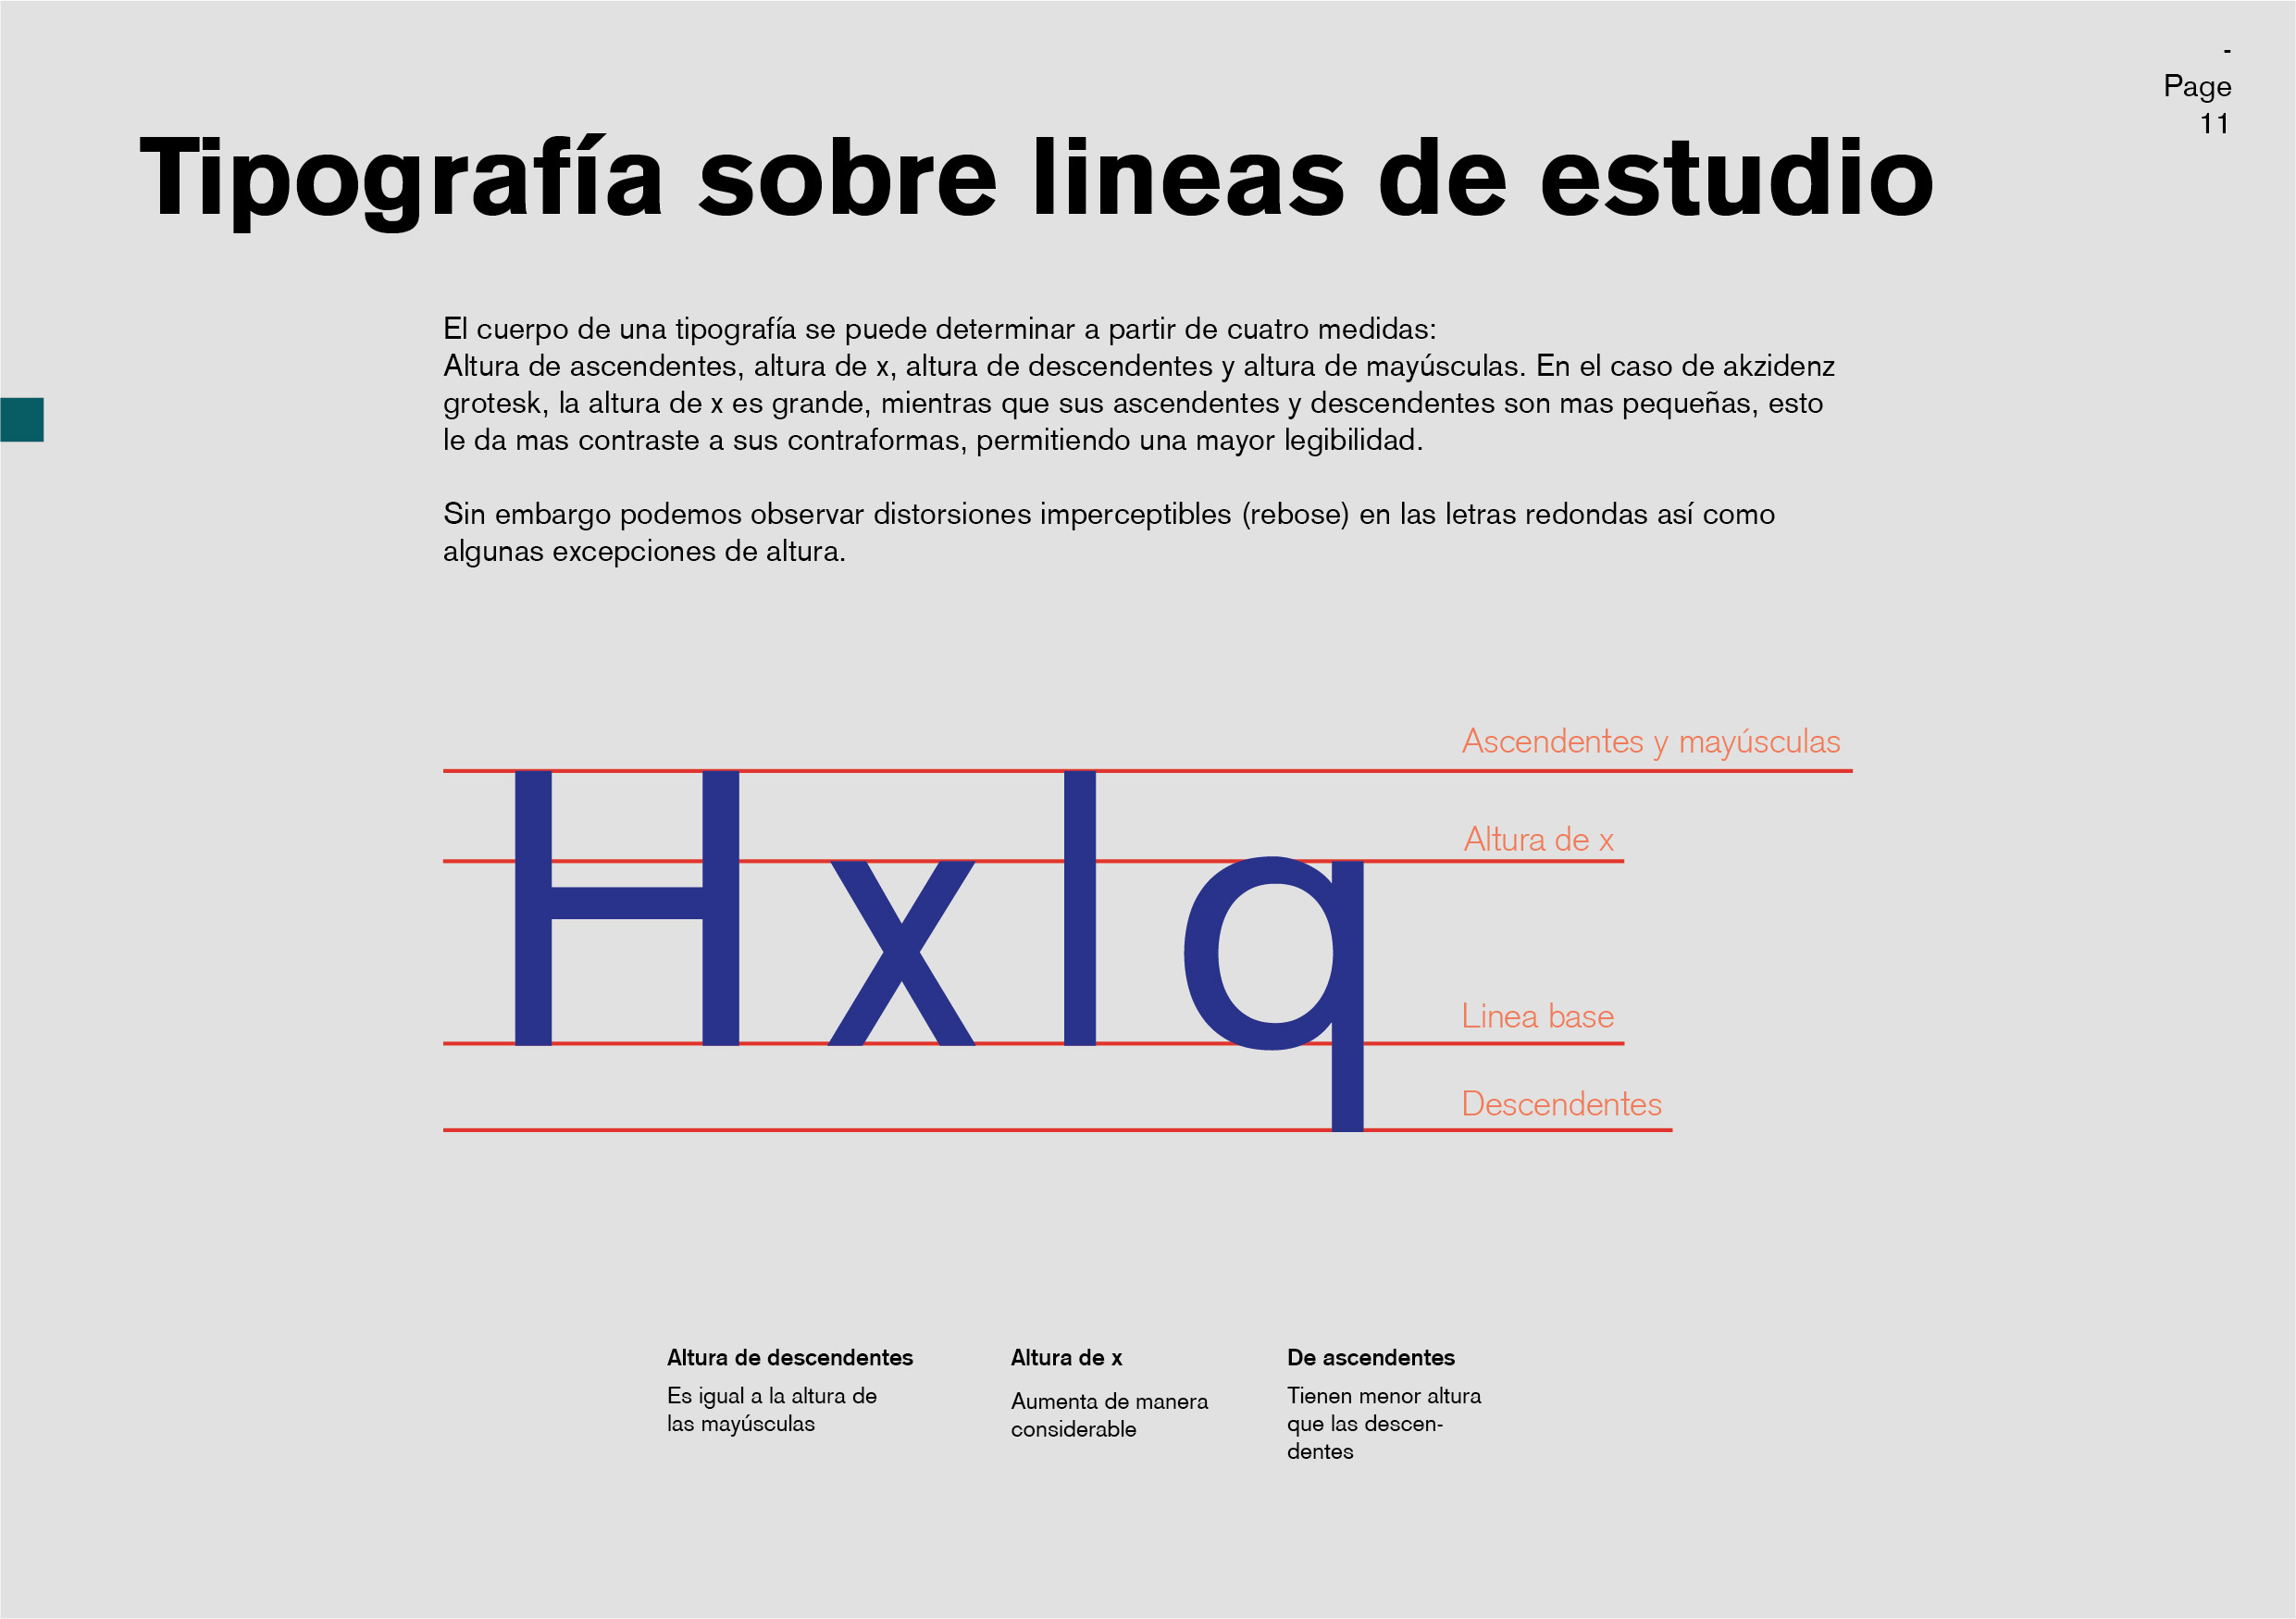 -
Page
11
Tipografía sobre lineas de estudio
El cuerpo de una tipografía se puede determinar a partir de cuatro medidas:
Altura de ascendentes, altura de x, altura de descendentes y altura de mayúsculas. En el caso de akzidenz
grotesk, la altura de x es grande, mientras que sus ascendentes y descendentes son mas pequeñas, esto
le da mas contraste a sus contraformas, permitiendo una mayor legibilidad.
Sin embargo podemos observar distorsiones imperceptibles (rebose) en las letras redondas así como
algunas excepciones de altura.
Ascendentes y mayúsculas
Altura de x
Hxlq
Linea base
Descendentes
Altura de descendentes
Es igual a la altura de
las mayúsculas
Altura de x
Aumenta de manera
considerable
De ascendentes
Tienen menor altura
que las descen-
dentes